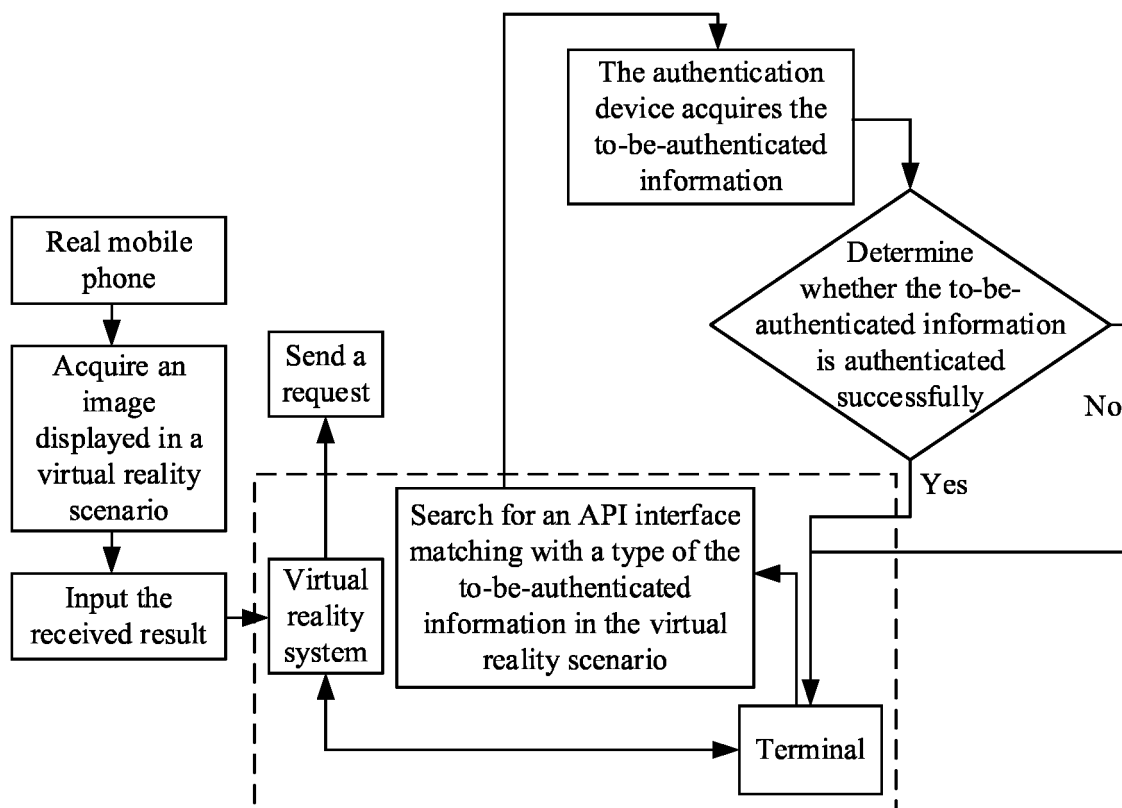 The authentication
device acquires the
to-be-authenticated
information
Real mobile
phone
Determine
whether the to-be-
authenticated information
is authenticated
successfully
Send a
request
Acquire an
image
displayed in a
virtual reality
scenario
No
Yes
Search for an API interface
matching with a type of the
to-be-authenticated
information in the virtual
reality scenario
Virtual
reality
system
Input the
received result
Terminal